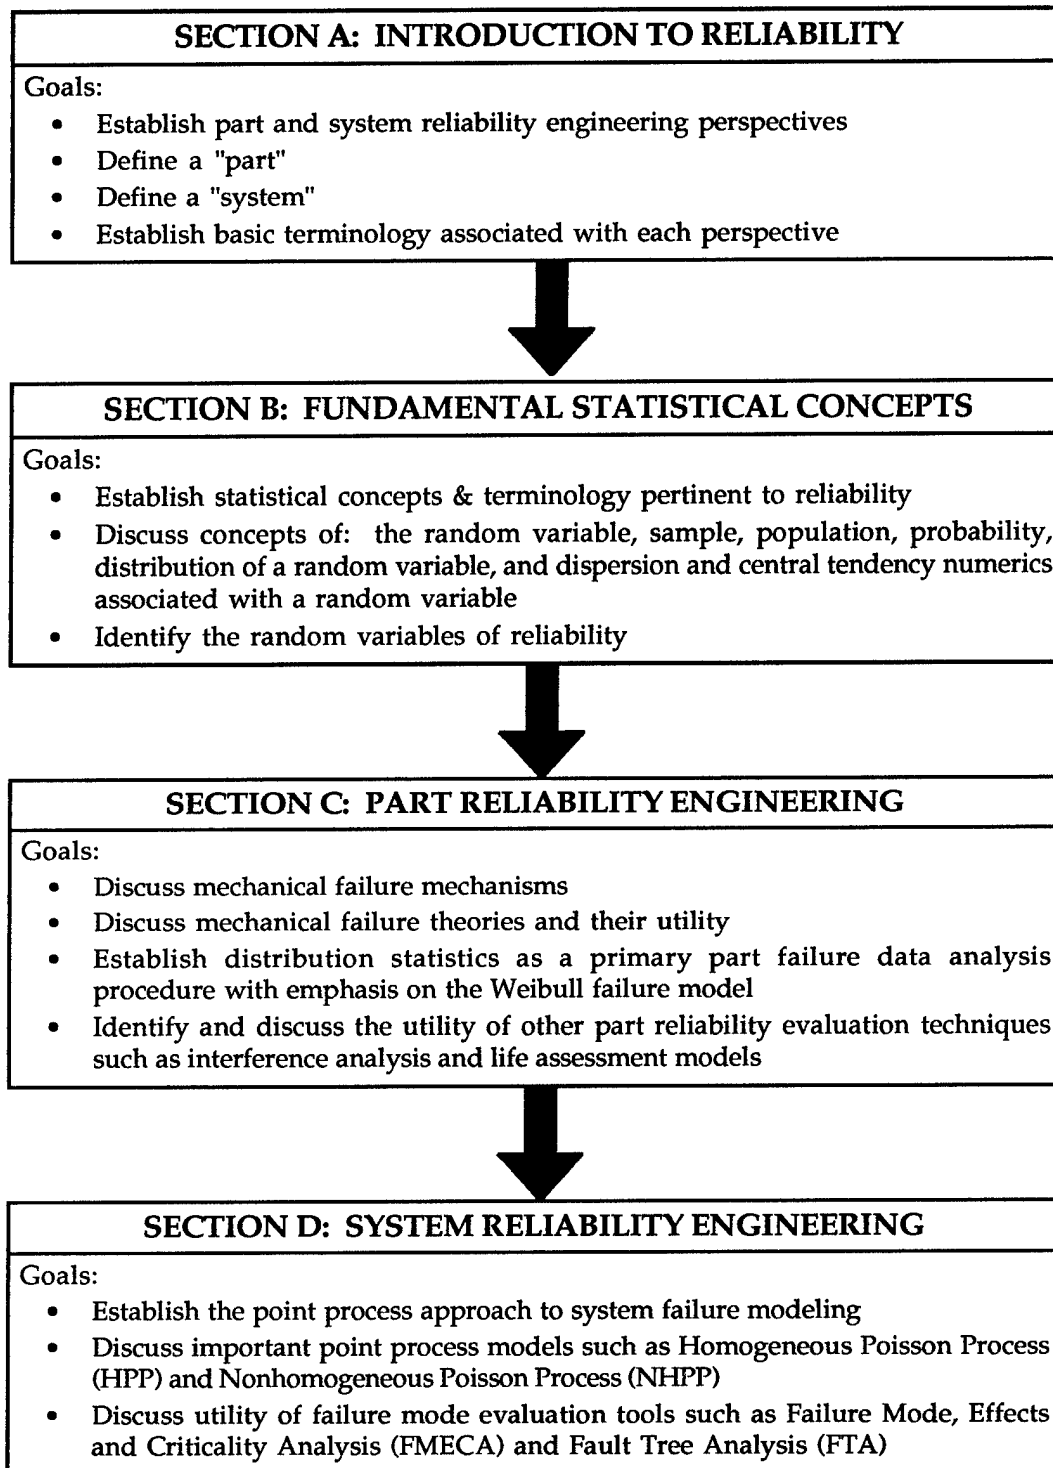 SECTION A: INTRODUCTION TO RELIABILITY
Goals:
• Establish part and system reliability engineering perspectives
• Define a "part"
• Define a "system"
• Establish basic terminology associated with each perspective
SECTION B: FUNDAMENTAL STATISTICAL CONCEPTS
Goals:
• Establish statistical concepts & terminology pertinent to reliability
• Discuss concepts of: the random variable, sample, population, probability,
distribution of a random variable, and dispersion and central tendency numerics
associated with a random variable
• Identify the random variables of reliability
SECTION C: PART RELIABILITY ENGINEERING
Goals:
• Discuss mechanical failure mechanisms
• Discuss mechanical failure theories and their utility
• Establish distribution statistics as a primary part failure data analysis
procedure with emphasis on the Weibull failure model
• Identify and discuss the utility of other part reliability evaluation techniques
such as interference analysis and life assessment models
SECTION D: SYSTEM RELIABILITY ENGINEERING
Goals:
• Establish the point process approach to system failure modeling
• Discuss important point process models such as Homogeneous Poisson Process
(HPP) and Nonhomogeneous Poisson Process (NHPP)
• Discuss utility of failure mode evaluation tools such as Failure Mode, Effects
and Criticality Analysis (FMECA) and Fault Tree Analysis (FTA)